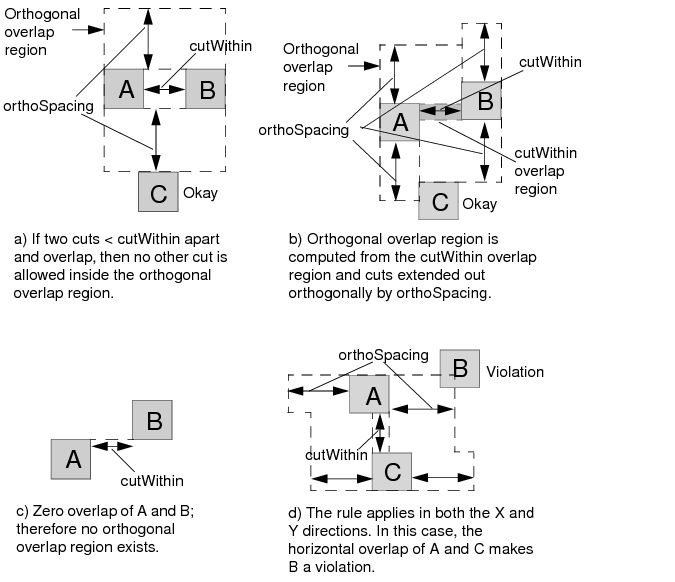 Orthogonal
overlap
region
cutWithin
A
B
orthoSpacing
C
Okay
a) If two cuts < cutWithin apart
and overlap, then no other cut is
allowed inside the orthogonal
overlap region.
Orthogonal
overlap
region
cutWithin
B
A
orthoSpacing
cutWithin
overlap
region
C
Okay
b) Orthogonal overlap region is
computed from the cutWithin overlap
region and cuts extended out
orthogonally by orthoSpacing.
B
A
cutWithin
c) Zero overlap of A and B;
therefore no orthogonal
overlap region exists.
orthoSpacing
B
Violation
A
cutWithin
C
d) The rule applies in both the X and
Y directions. In this case, the
horizontal overlap of A and C makes
B a violation.